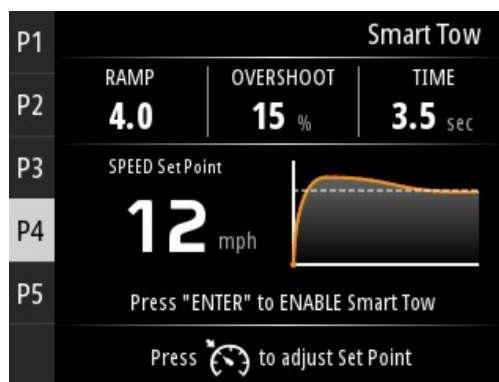 Smart Tow
P1
P2
P3
P4
P5
RAMP OVERSHOOT TIME
4.0 15 % 3.5 sec
SPEED Set Point
12 mph
Press "ENTER" to ENABLE Smart Tow
Press to adjust Set Point